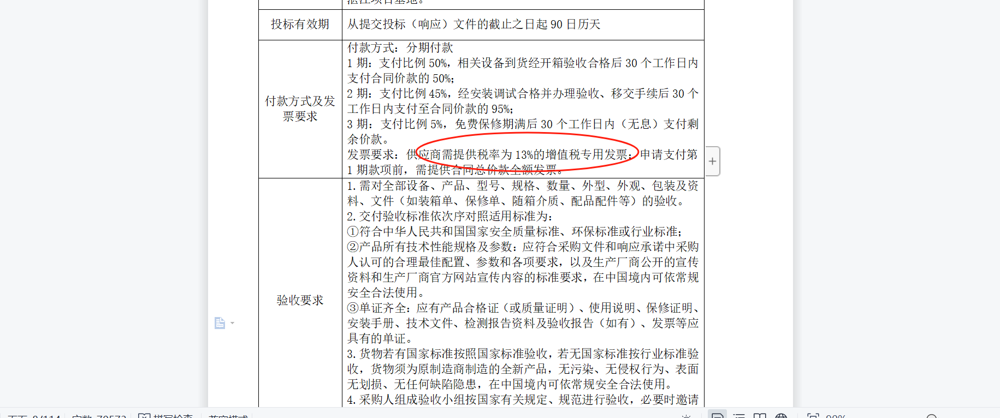 投标有效期
从提交投标（响应）文件的截止之日起 90 日历天
付款方式及发
票要求
付款方式：分期付款
1 期：支付比例 50%，相关设备到货经开箱验收合格后 30 个工作日内
支付合同价款的 50%；
2 期：支付比例 45%，经安装调试合格并办理验收、移交手续后 30 个
工作日内支付至合同价款的 95%；
3 期：支付比例 5%，免费保修期满后 30 个工作日内（无息）支付剩
余价款。
发票要求：供应商需提供税率为 13%的增值税专用发票；申请支付第
1 期款项前，需提供合同总价款全额发票。
验收要求
1.需对全部设备、产品、型号、规格、数量、外型、外观、包装及资
料、文件（如装箱单、保修单、随箱介质、配品配件等）的验收。
2.交付验收标准依次序对照适用标准为：
①符合中华人民共和国国家安全质量标准、环保标准或行业标准；
②产品所有技术性能规格及参数：应符合采购文件和响应承诺中采购
人认可的合理最佳配置、参数和各项要求，以及生产厂商公开的宣传
资料和生产厂商官方网站宣传内容的标准要求，在中国境内可依常规
安全合法使用。
③单证齐全：应有产品合格证（或质量证明）、使用说明、保修证明、
安装手册、技术文件、检测报告资料及验收报告（如有）、发票等应
具有的单证。
3.货物若有国家标准按照国家标准验收，若无国家标准按行业标准验
收，货物须为原制造商制造的全新产品，无污染、无侵权行为、表面
无划损、无任何缺陷隐患，在中国境内可依常规安全合法使用。
4.采购人组成验收小组按国家有关规定、规范进行验收，必要时邀请